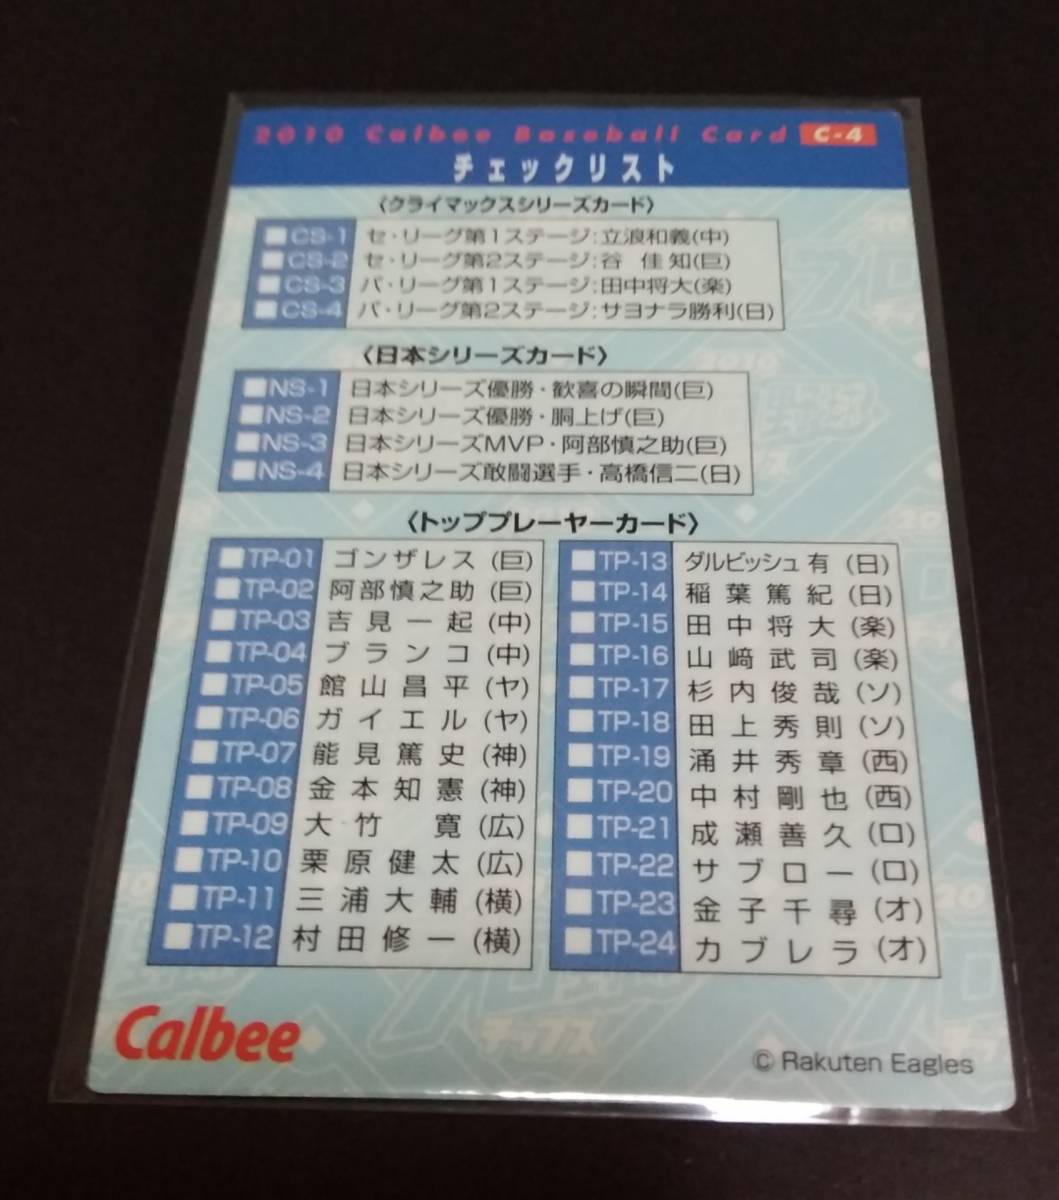 2010 Calbee Baseball Card C-4
チェックリスト
〈クライマックスシリーズカード〉
CS-1 セ・リーグ第1ステージ:立浪和義(中)
CS-2 セ・リーグ第2ステージ:谷 佳知(巨)
CS-3 パ・リーグ第1ステージ:田中将大(楽)
CS-4 パ・リーグ第2ステージ:サヨナラ勝利(日)
〈日本シリーズカード〉
NS-1 日本シリーズ優勝・歓喜の瞬間(巨)
NS-2 日本シリーズ優勝・胴上げ(巨)
NS-3 日本シリーズMVP・阿部慎之助(巨)
NS-4 日本シリーズ敢闘選手・高橋信二(日)
〈トッププレーヤーカード〉
TP-01 ゴンザレス (巨)
TP-02 阿部慎之助 (巨)
TP-03 吉見一起 (中)
TP-04 ブランコ (中)
TP-05 館山昌平 (ヤ)
TP-06 ガイエル (ヤ)
TP-07 能見篤史 (神)
TP-08 金本知憲 (神)
TP-09 大竹 寛 (広)
TP-10 栗原健太 (広)
TP-11 三浦大輔 (横)
TP-12 村田修一 (横)
TP-13 ダルビッシュ有 (日)
TP-14 稲葉篤紀 (日)
TP-15 田中将大 (楽)
TP-16 山﨑武司 (楽)
TP-17 杉内俊哉 (ソ)
TP-18 田上秀則 (ソ)
TP-19 涌井秀章 (西)
TP-20 中村剛也 (西)
TP-21 成瀬善久 (ロ)
TP-22 サブロー (ロ)
TP-23 金子千尋 (オ)
TP-24 カブレラ (オ)
Calbee
© Rakuten Eagles